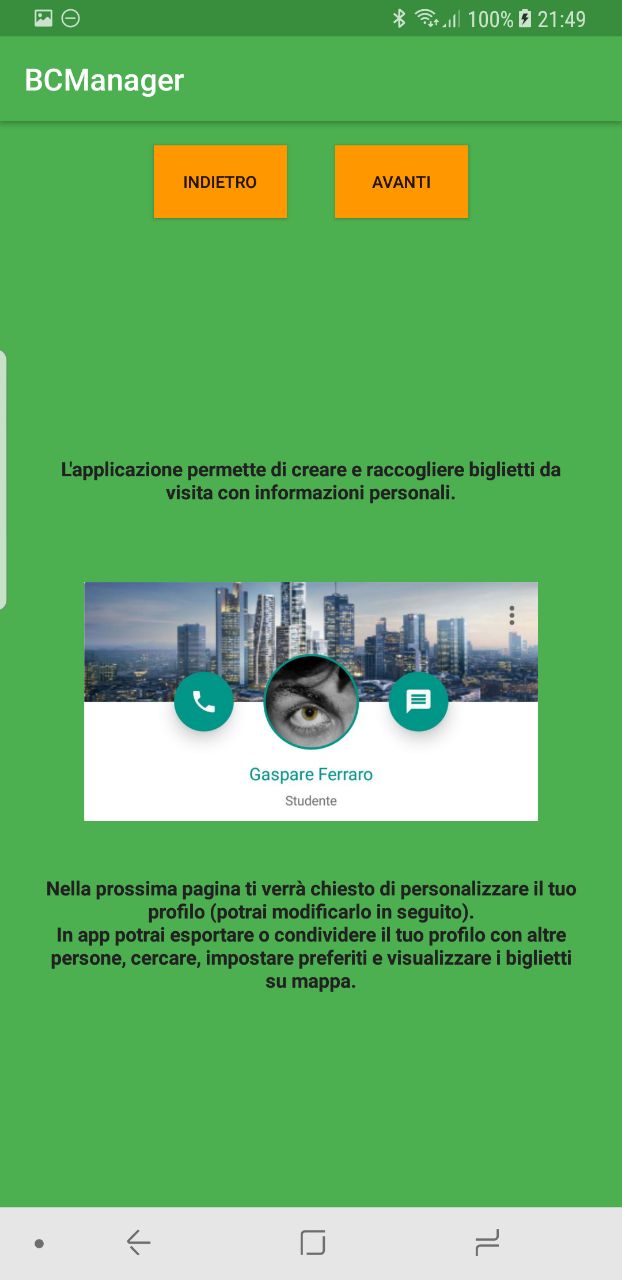 100% 21:49
BCManager
INDIETRO AVANTI
L'applicazione permette di creare e raccogliere biglietti da
visita con informazioni personali.
Gaspare Ferraro
Studente
Nella prossima pagina ti verrà chiesto di personalizzare il tuo
profilo (potrai modificarlo in seguito).
In app potrai esportare o condividere il tuo profilo con altre
persone, cercare, impostare preferiti e visualizzare i biglietti
su mappa.